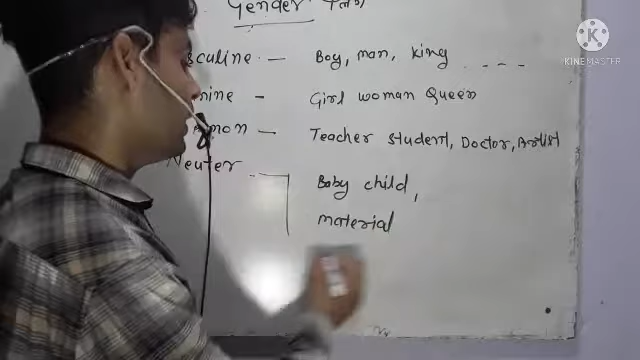 Gender (लिंग)
sculine - Boy, man, king - - - -
nine - Girl woman Queen
mon - Teacher student, Doctor, Artist
Neuter - Baby child,
material
KINEMASTER